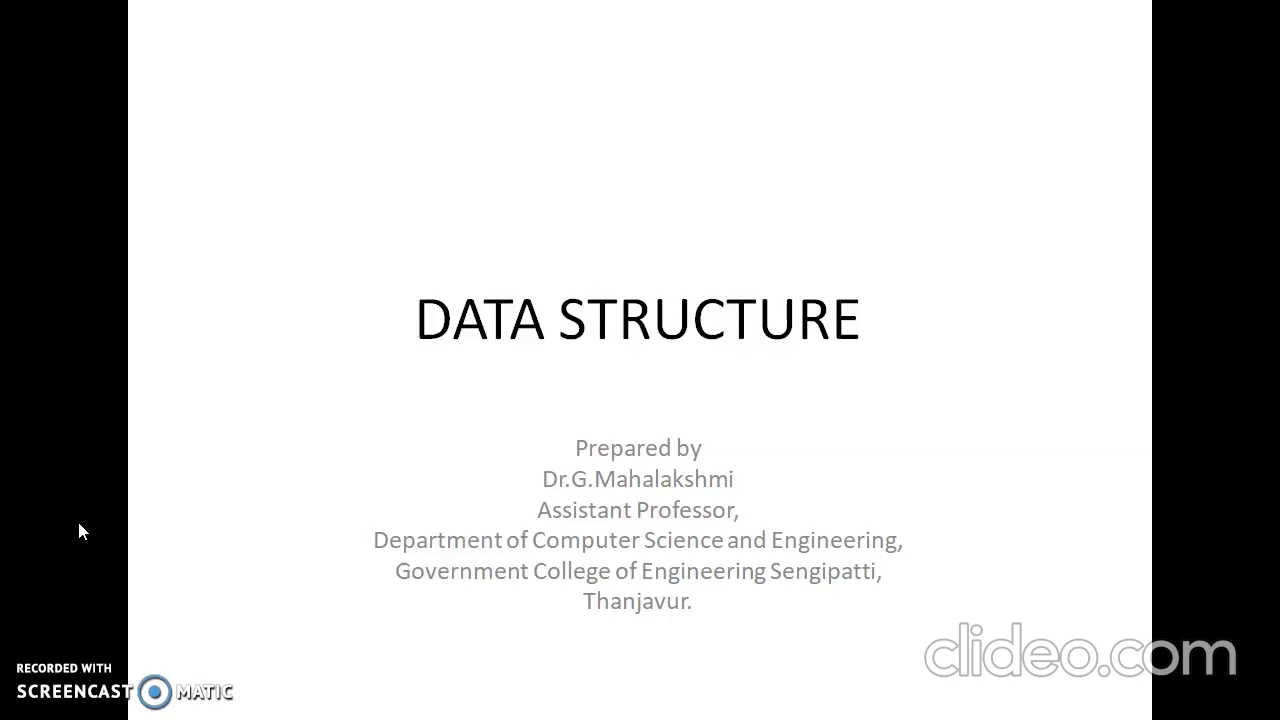 DATA STRUCTURE
Prepared by
Dr.G.Mahalakshmi
Assistant Professor,
Department of Computer Science and Engineering,
Government College of Engineering Sengipatti,
Thanjavur.
clideo.com
RECORDED WITH
SCREENCAST MATIC